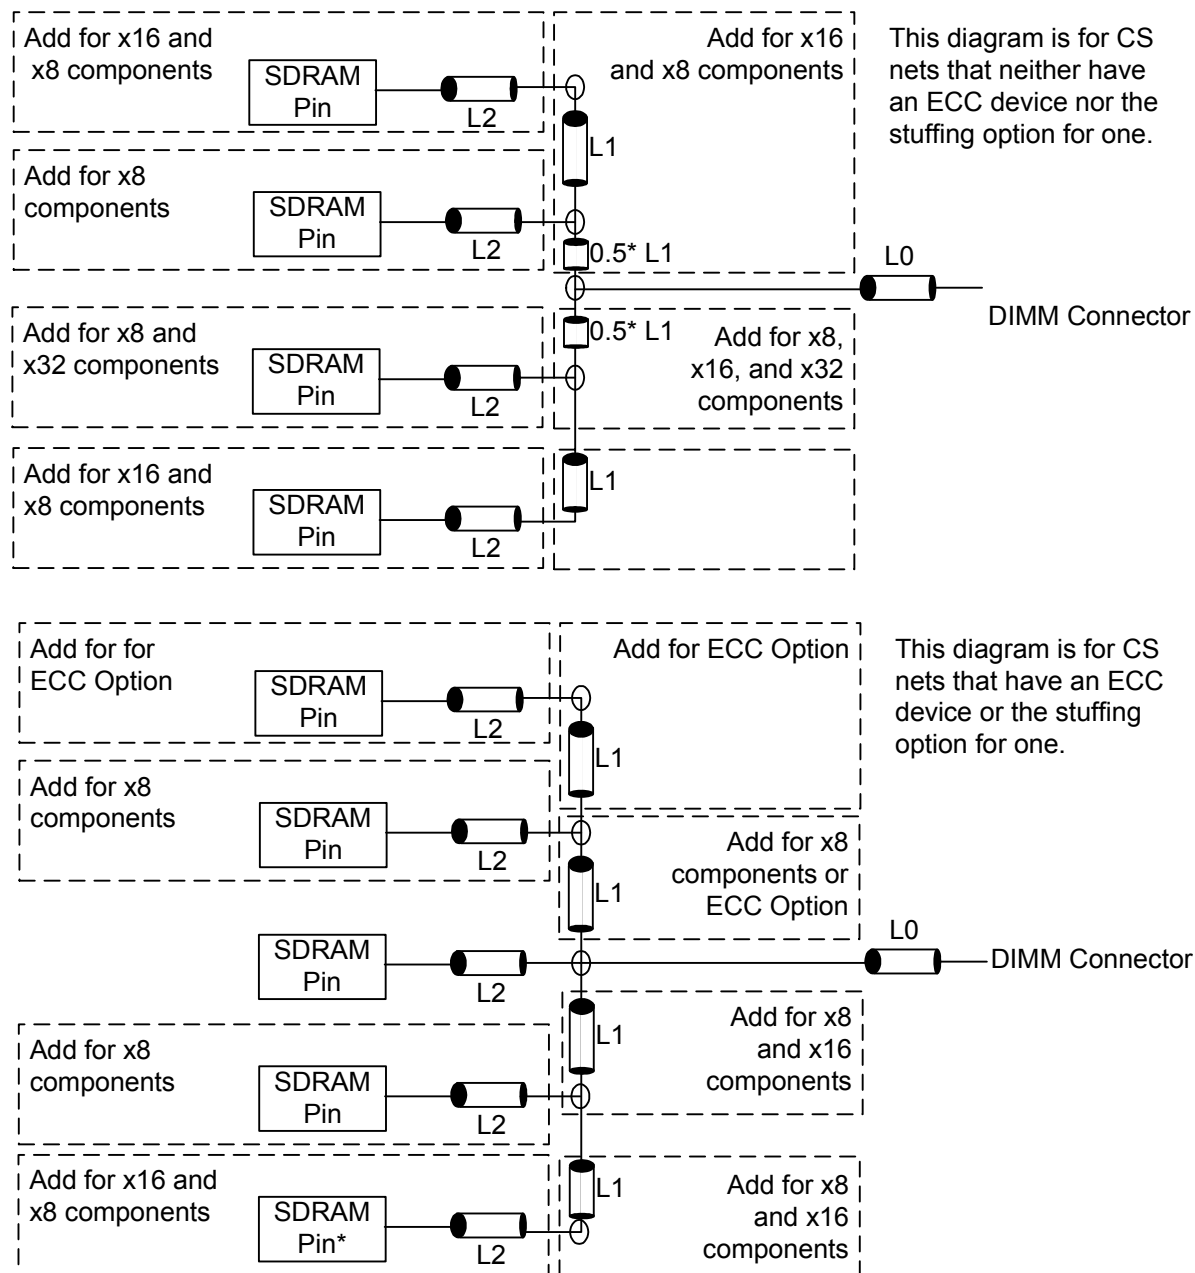 Add for x16 and
x8 components
SDRAM
Pin
L2
Add for x16
and x8 components
L1
This diagram is for CS
nets that neither have
an ECC device nor the
stuffing option for one.
Add for x8
components
SDRAM
Pin
L2
0.5* L1
L0
DIMM Connector
Add for x8 and
x32 components
SDRAM
Pin
L2
0.5* L1
Add for x8,
x16, and x32
components
Add for x16 and
x8 components
SDRAM
Pin
L2
L1
Add for for
ECC Option
SDRAM
Pin
L2
Add for ECC Option
L1
This diagram is for CS
nets that have an ECC
device or the stuffing
option for one.
Add for x8
components
SDRAM
Pin
L2
Add for x8
components or
ECC Option
L1
SDRAM
Pin
L2
L0
DIMM Connector
L1
Add for x8
and x16
components
Add for x8
components
SDRAM
Pin
L2
Add for x16 and
x8 components
SDRAM
Pin*
L2
L1
Add for x8
and x16
components